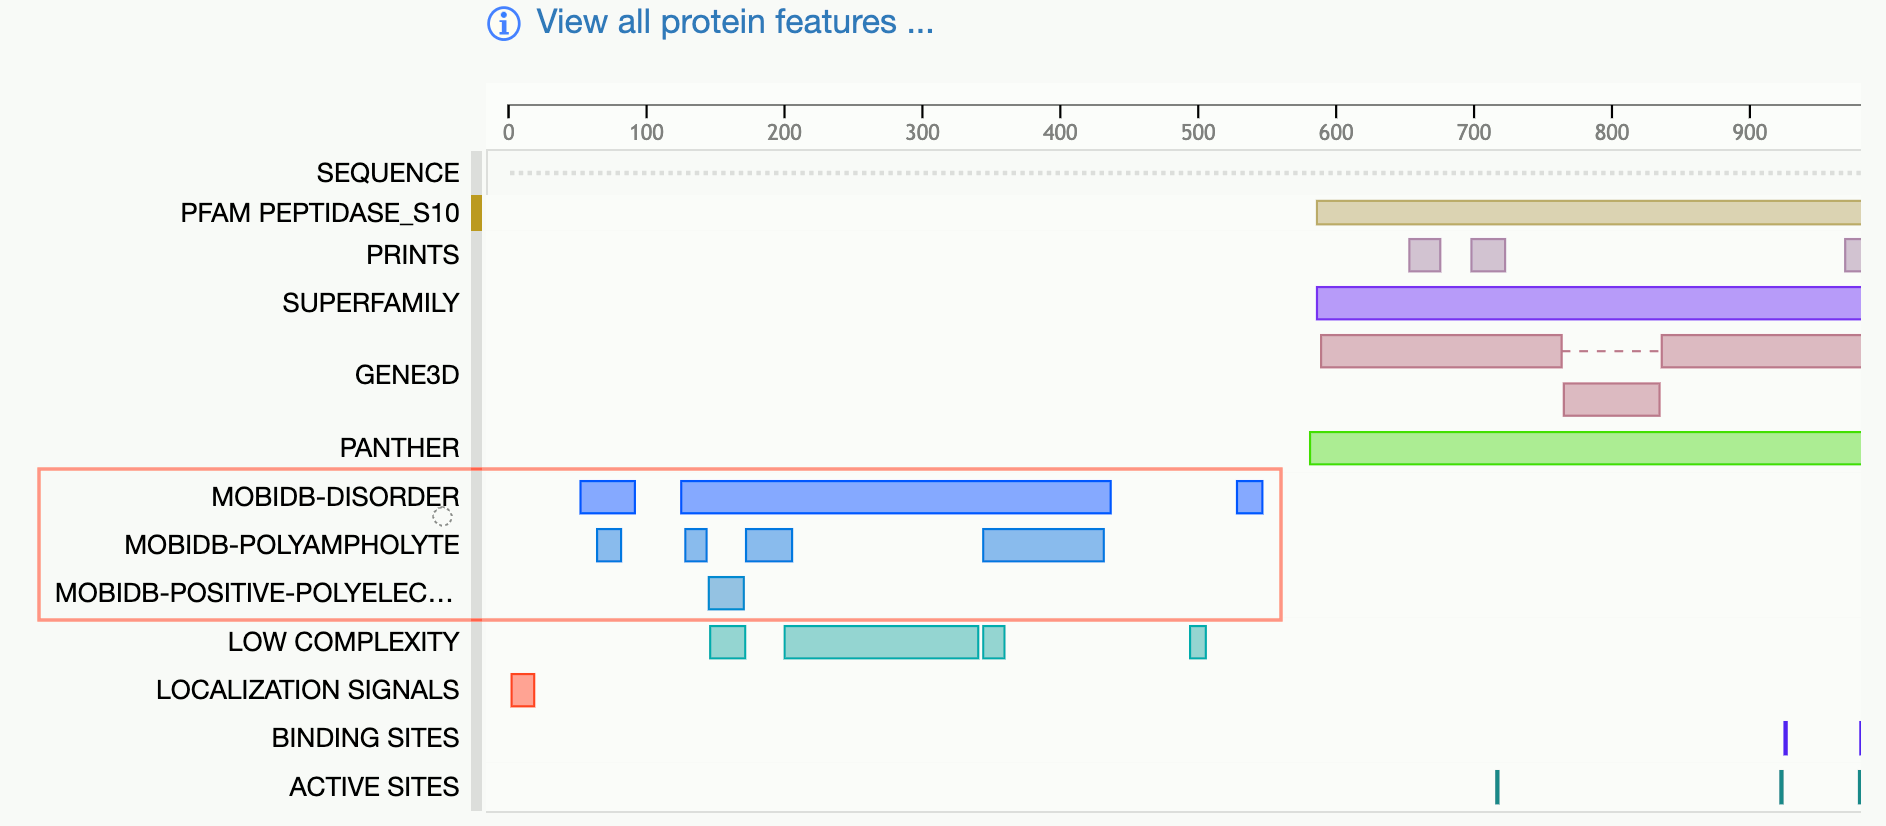 View all protein features ...
0 100 200 300 400 500 600 700 800 900
SEQUENCE
PFAM PEPTIDASE_S10
PRINTS
SUPERFAMILY
GENE3D
PANTHER
MOBIDB-DISORDER
MOBIDB-POLYAMPHOLYTE
MOBIDB-POSITIVE-POLYELEC...
LOW COMPLEXITY
LOCALIZATION SIGNALS
BINDING SITES
ACTIVE SITES